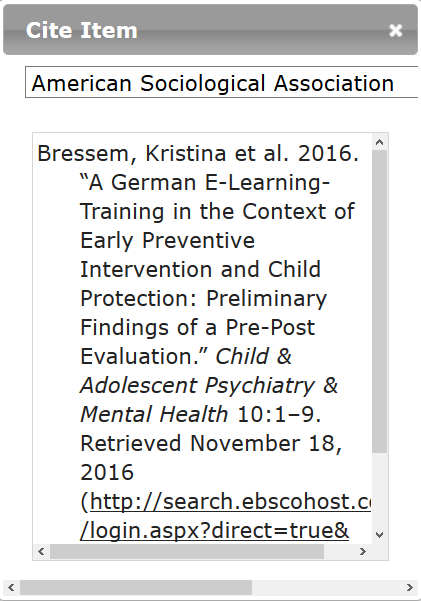 Cite Item
American Sociological Association
Bressem, Kristina et al. 2016.
“A German E-Learning-
Training in the Context of
Early Preventive
Intervention and Child
Protection: Preliminary
Findings of a Pre-Post
Evaluation.” Child &
Adolescent Psychiatry &
Mental Health 10:1–9.
Retrieved November 18,
2016
(http://search.ebscohost.c
/login.aspx?direct=true&